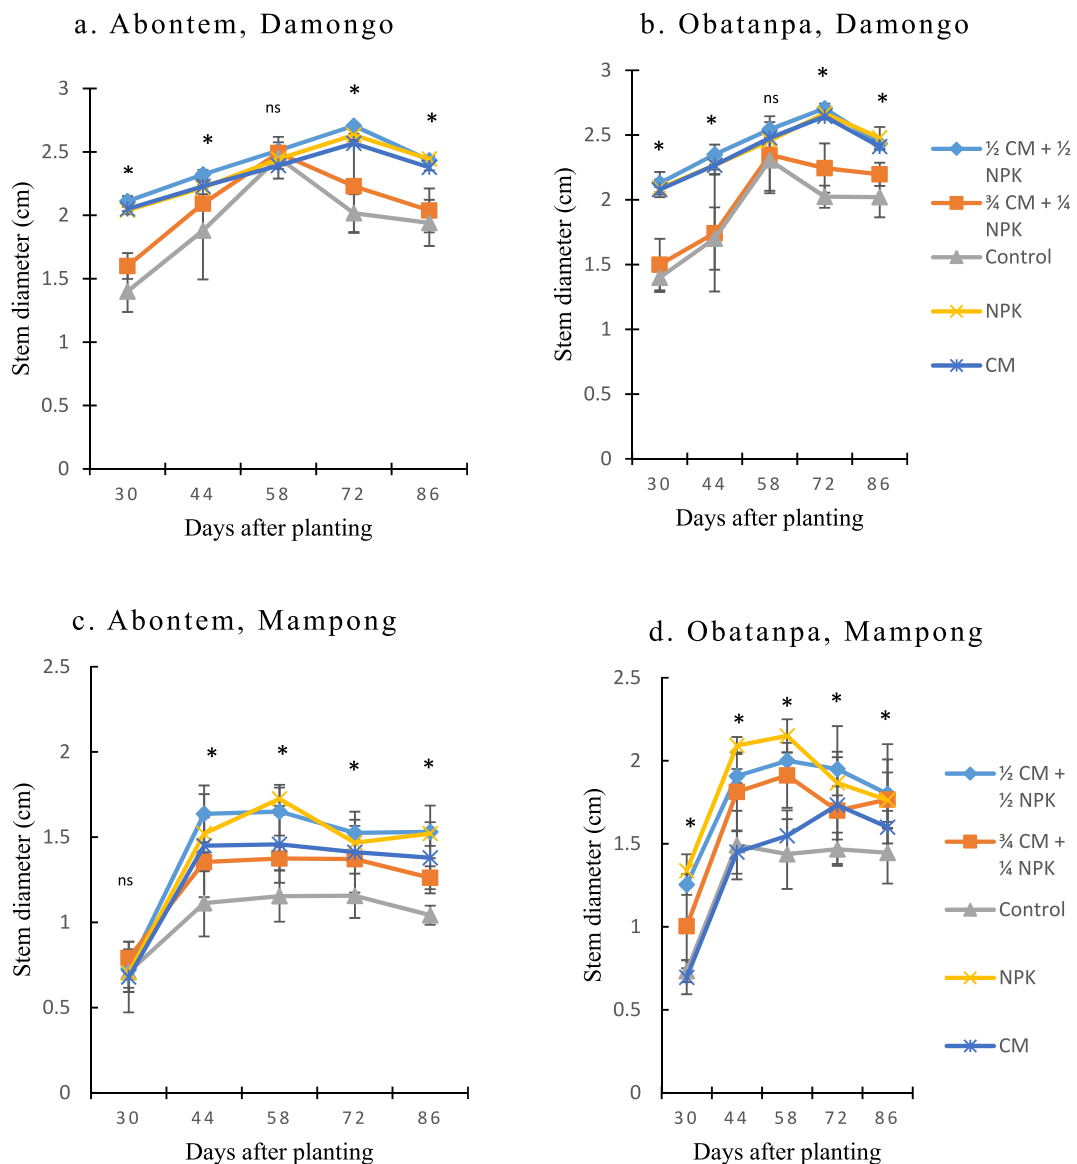 a. Abontem, Damongo
Stem diameter (cm)
3
2.5
2
1.5
1
0.5
0
*
*
ns
*
*
30 44 58 72 86
Days after planting
b. Obatanpa, Damongo
Stem diameter (cm)
3
2.5
2
1.5
1
0.5
0
*
*
ns
*
*
30 44 58 72 86
Days after planting
½ CM + ½
NPK
¾ CM + ¼
NPK
Control
NPK
CM
c. Abontem, Mampong
Stem diameter (cm)
2.5
2
1.5
1
0.5
0
ns
*
*
*
*
30 44 58 72 86
Days after planting
d. Obatanpa, Mampong
Stem diameter (cm)
2.5
2
1.5
1
0.5
0
*
*
*
*
*
30 44 58 72 86
Days after planting
½ CM +
½ NPK
¾ CM +
¼ NPK
Control
NPK
CM